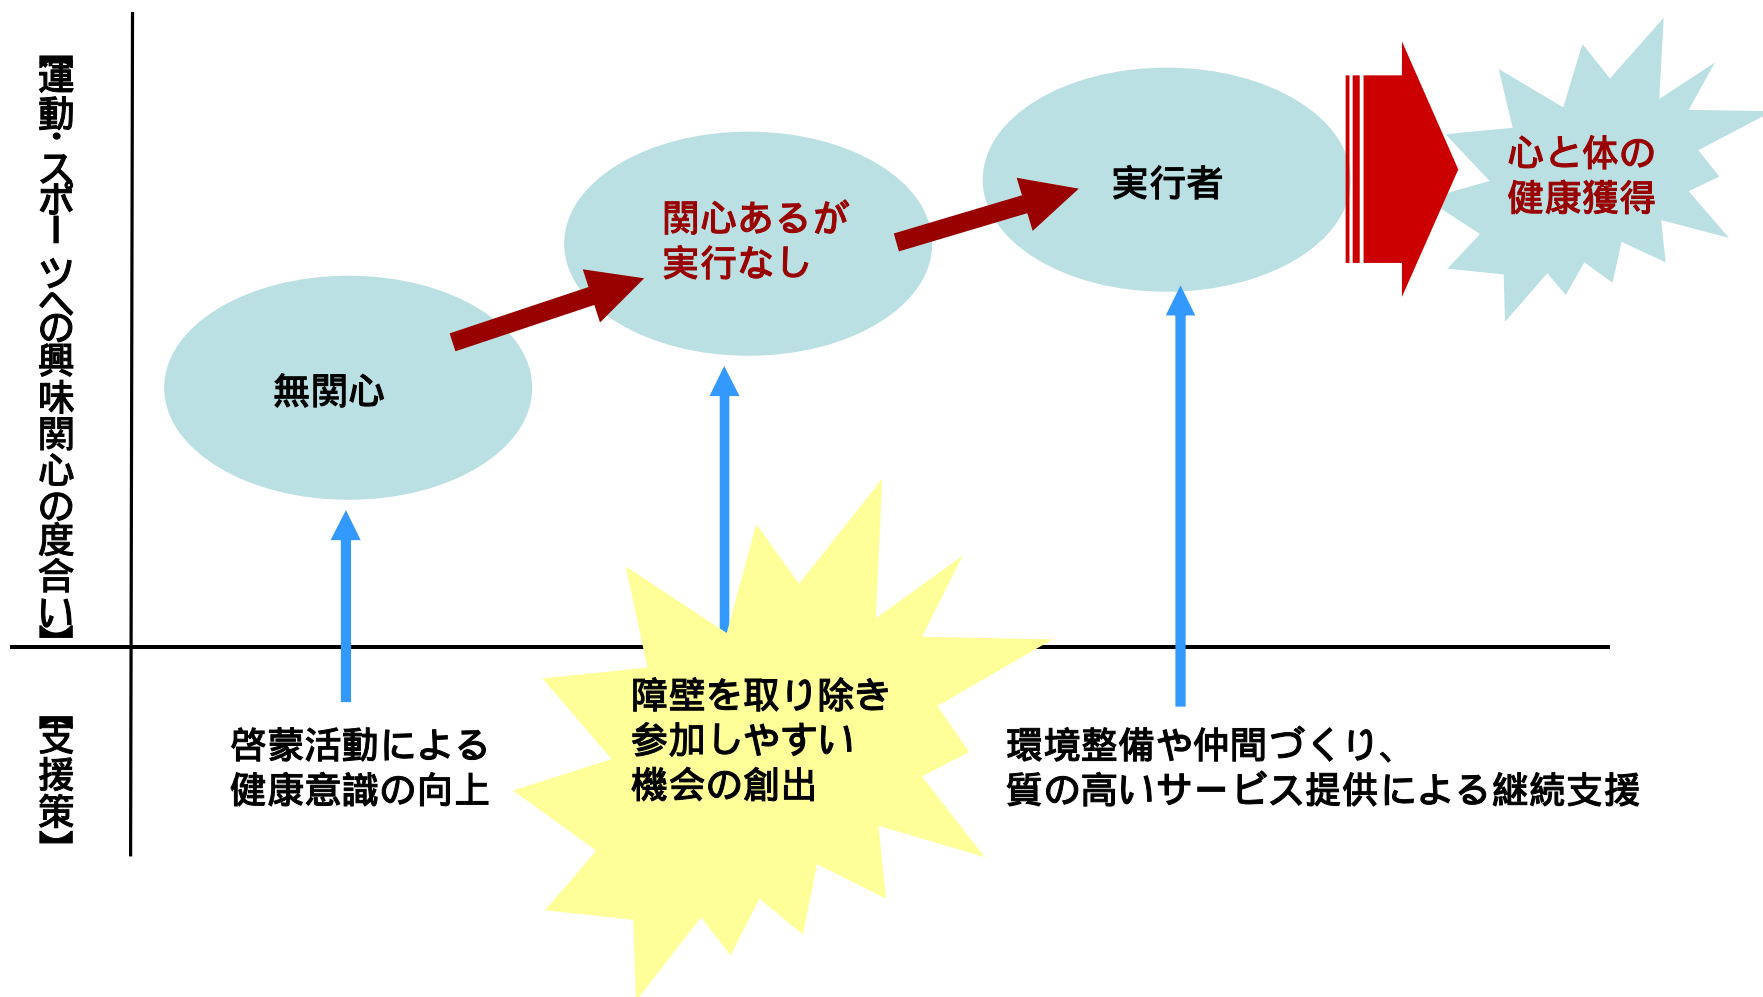 【運動・スポーツへの興味関心の度合い】
無関心
関心あるが
実行なし
実行者
心と体の
健康獲得
【支援策】
啓蒙活動による
健康意識の向上
障壁を取り除き
参加しやすい
機会の創出
環境整備や仲間づくり、
質の高いサービス提供による継続支援